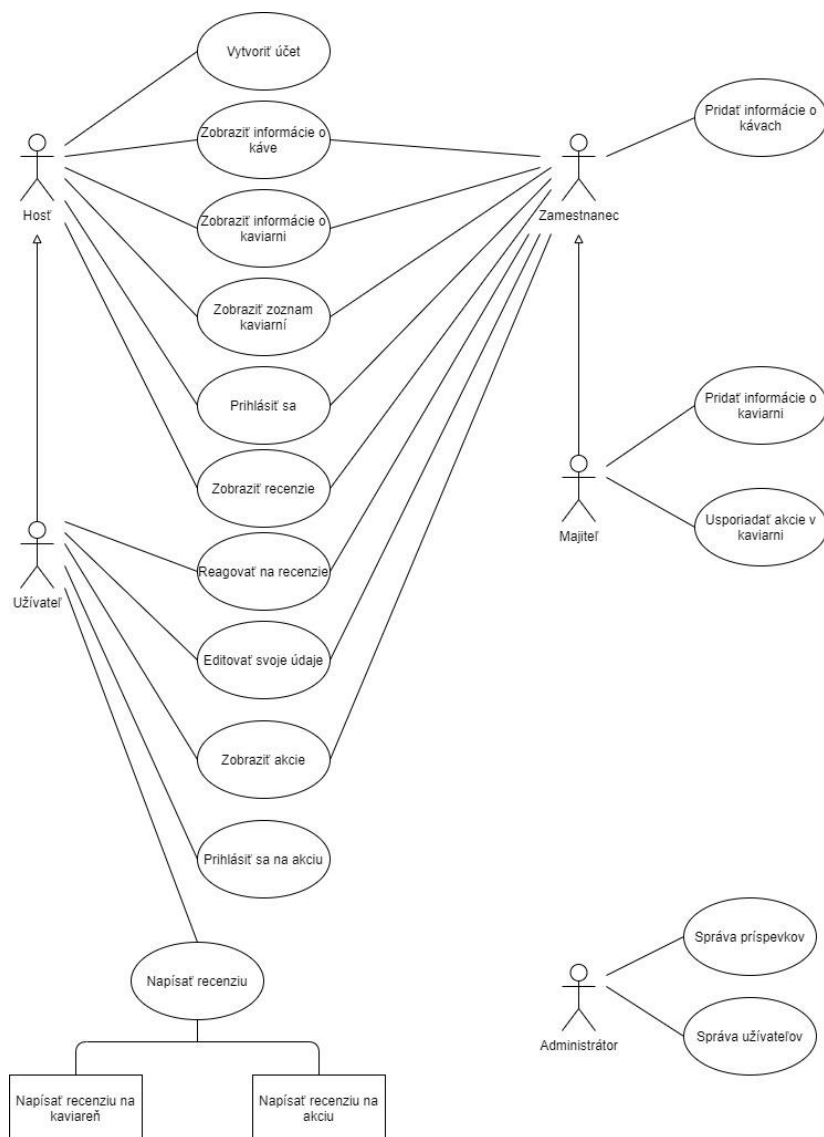 Vytvoriť účet
Zobraziť informácie o
káve
Pridať informácie o
kávach
Hosť
Zamestnanec
Zobraziť informácie o
kaviarni
Zobraziť zoznam
kaviarní
Prihlásiť sa
Pridať informácie o
kaviarni
Zobraziť recenzie
Majiteľ
Usporiadať akcie v
kaviarni
Užívateľ
Reagovať na recenzie
Editovať svoje údaje
Zobraziť akcie
Prihlásiť sa na akciu
Správa príspevkov
Napísať recenziu
Administrátor
Správa užívateľov
Napísať recenziu na
kaviareň
Napísať recenziu na
akciu